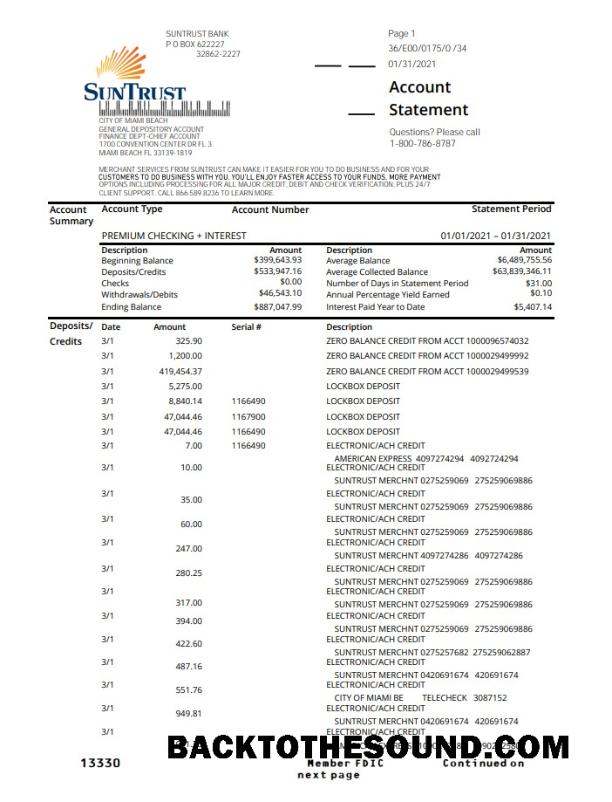 SUNTRUST BANK
P O BOX 622227
32862-2227
Page 1
36/E00/0175/0 /34
01/31/2021
SUNTRUST
Account
Statement
Questions? Please call
1-800-786-8787
CITY OF MIAMI BEACH
GENERAL DEPOSITORY ACCOUNT
FINANCE DEPT-CHIEF ACCOUNT
1700 CONVENTION CENTER DR FL 3
MIAMI BEACH FL 33139-1819
MERCHANT SERVICES FROM SUNTRUST CAN MAKE IT EASIER FOR YOU TO DO BUSINESS AND FOR YOUR
CUSTOMERS TO DO BUSINESS WITH YOU. YOU'LL ENJOY FASTER ACCESS TO YOUR FUNDS, MORE PAYMENT
OPTIONS INCLUDING PROCESSING FOR ALL MAJOR CREDIT, DEBIT AND CHECK VERIFICATION, PLUS 24/7
CLIENT SUPPORT. CALL 866.589.8236 TO LEARN MORE.
Account Summary
Account Type Account Number Statement Period
PREMIUM CHECKING + INTEREST 01/01/2021 – 01/31/2021
Description Amount Description Amount
Beginning Balance $399,643.93 Average Balance $6,489,755.56
Deposits/Credits $533,947.16 Average Collected Balance $63,839,346.11
Checks $0.00 Number of Days in Statement Period $31.00
Withdrawals/Debits $46,543.10 Annual Percentage Yield Earned $0.10
Ending Balance $887,047.99 Interest Paid Year to Date $5,407.14
Deposits/ Date Amount Serial # Description
Credits 3/1 325.90 ZERO BALANCE CREDIT FROM ACCT 1000096574032
3/1 1,200.00 ZERO BALANCE CREDIT FROM ACCT 1000029499992
3/1 419,454.37 ZERO BALANCE CREDIT FROM ACCT 1000029499539
3/1 5,275.00 LOCKBOX DEPOSIT
3/1 8,840.14 1166490 LOCKBOX DEPOSIT
3/1 47,044.46 1167900 LOCKBOX DEPOSIT
3/1 47,044.46 1166490 LOCKBOX DEPOSIT
3/1 7.00 1166490 ELECTRONIC/ACH CREDIT
AMERICAN EXPRESS 4097274294 4092724294
3/1 10.00 ELECTRONIC/ACH CREDIT
SUNTRUST MERCHNT 0275259069 275259069886
3/1 35.00 ELECTRONIC/ACH CREDIT
SUNTRUST MERCHNT 0275259069 275259069886
3/1 60.00 ELECTRONIC/ACH CREDIT
SUNTRUST MERCHNT 0275259069 275259069886
3/1 247.00 ELECTRONIC/ACH CREDIT
SUNTRUST MERCHNT 4097274286 4097274286
3/1 280.25 ELECTRONIC/ACH CREDIT
SUNTRUST MERCHNT 0275259069 275259069886
3/1 317.00 ELECTRONIC/ACH CREDIT
SUNTRUST MERCHNT 0275259069 275259069886
3/1 394.00 ELECTRONIC/ACH CREDIT
SUNTRUST MERCHNT 0275259069 275259069886
3/1 422.60 ELECTRONIC/ACH CREDIT
SUNTRUST MERCHNT 0275257682 275259062887
3/1 487.16 ELECTRONIC/ACH CREDIT
SUNTRUST MERCHNT 0420691674 420691674
3/1 551.76 ELECTRONIC/ACH CREDIT
CITY OF MIAMI BE TELECHECK 3087152
3/1 949.81 ELECTRONIC/ACH CREDIT
SUNTRUST MERCHNT 0420691674 420691674
3/1 ELECTRONIC/ACH CREDIT
BACKTOTHESOUND.COM
13330 Member FDIC Continued on
next page